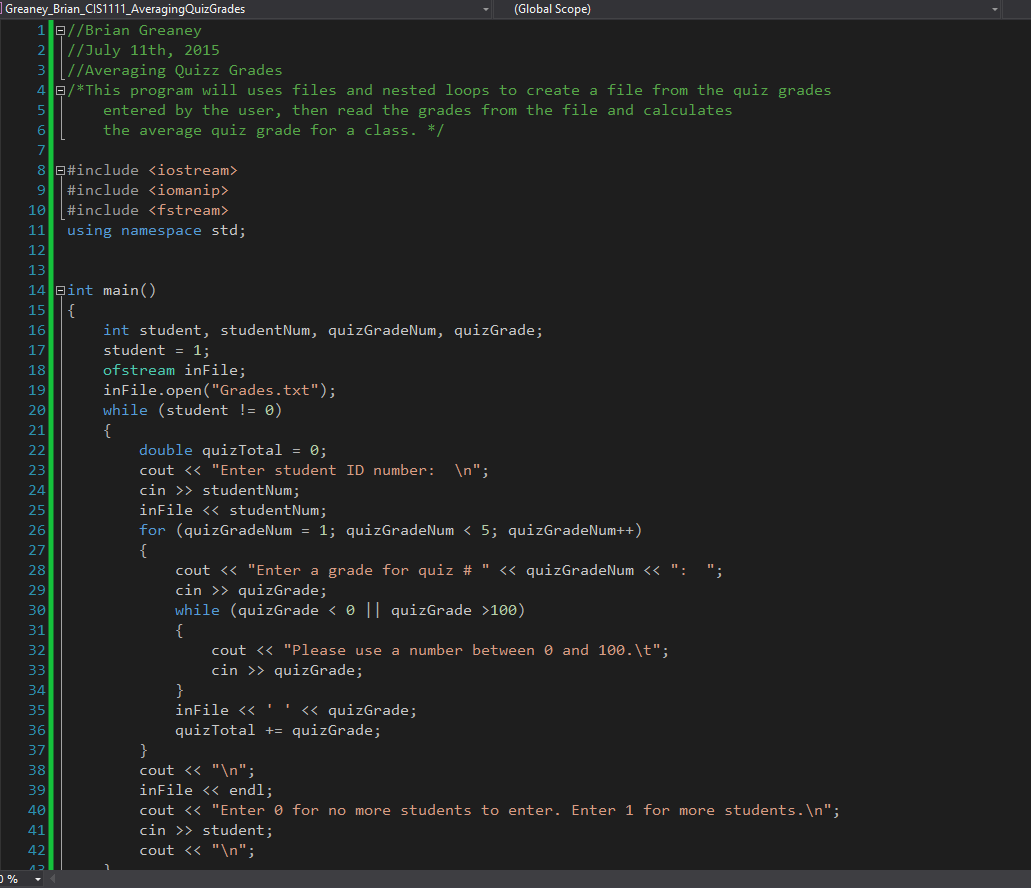 Greaney_Brian_CIS1111_AveragingQuizGrades (Global Scope)
1 //Brian Greaney
2 //July 11th, 2015
3 //Averaging Quizz Grades
4 /*This program will uses files and nested loops to create a file from the quiz grades
5 entered by the user, then read the grades from the file and calculates
6 the average quiz grade for a class. */
7
8 #include <iostream>
9 #include <iomanip>
10 #include <fstream>
11 using namespace std;
12
13
14 int main()
15 {
16 int student, studentNum, quizGradeNum, quizGrade;
17 student = 1;
18 ofstream inFile;
19 inFile.open("Grades.txt");
20 while (student != 0)
21 {
22 double quizTotal = 0;
23 cout << "Enter student ID number:  \n";
24 cin >> studentNum;
25 inFile << studentNum;
26 for (quizGradeNum = 1; quizGradeNum < 5; quizGradeNum++)
27 {
28 cout << "Enter a grade for quiz # " << quizGradeNum << ":  ";
29 cin >> quizGrade;
30 while (quizGrade < 0 || quizGrade >100)
31 {
32 cout << "Please use a number between 0 and 100.\t";
33 cin >> quizGrade;
34 }
35 inFile << ' ' << quizGrade;
36 quizTotal += quizGrade;
37 }
38 cout << "\n";
39 inFile << endl;
40 cout << "Enter 0 for no more students to enter. Enter 1 for more students.\n";
41 cin >> student;
42 cout << "\n";
43 }
0 %